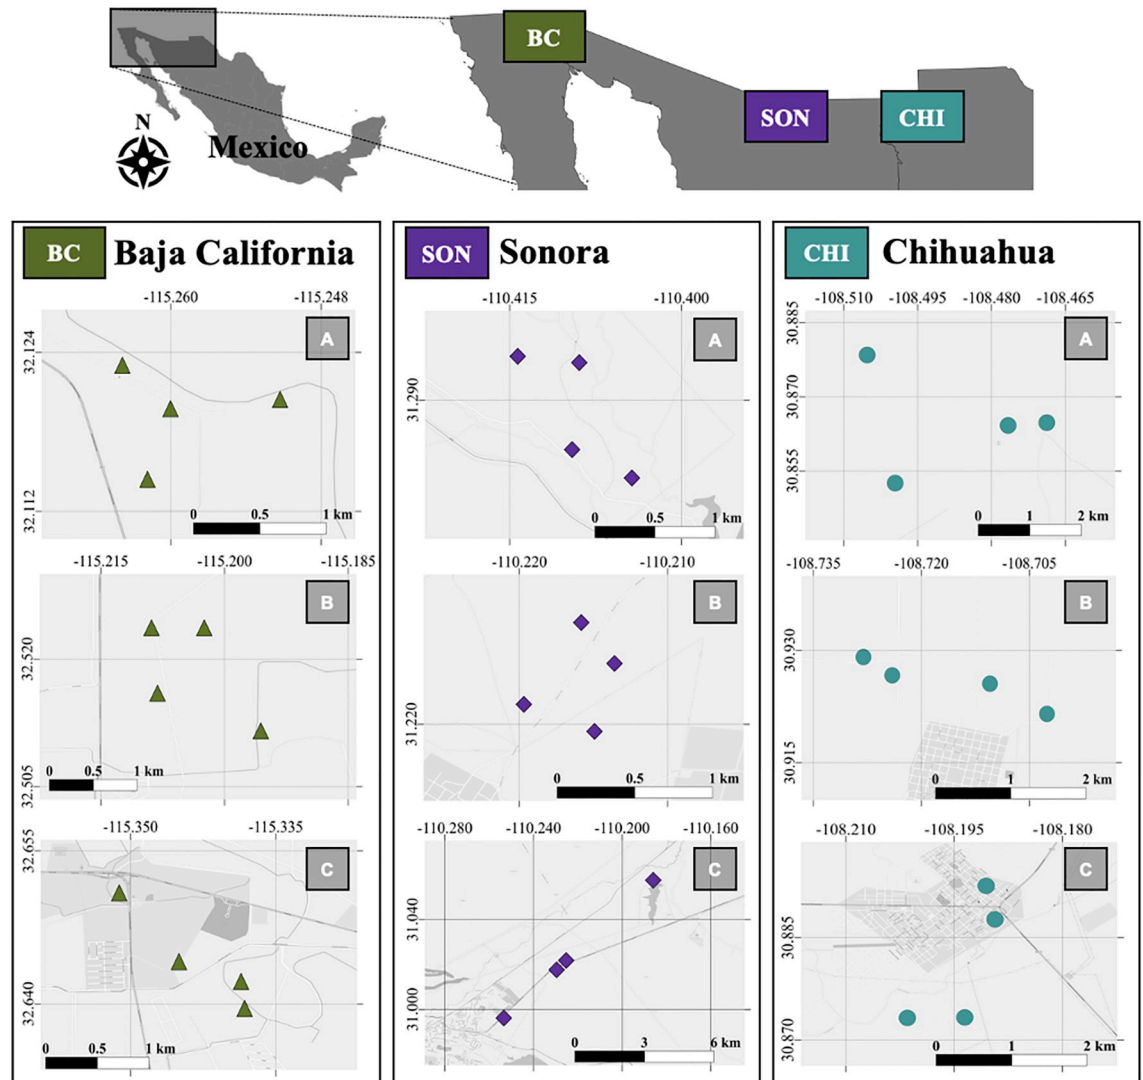 BC
N
SON
CHI
Mexico
BC Baja California
-115.260 -115.248
A
32.124
32.112
0 0.5 1 km
-115.215 -115.200 -115.185
B
32.520
32.505
0 0.5 1 km
-115.350 -115.335
32.655
C
32.640
0 0.5 1 km
SON Sonora
-110.415 -110.400
A
31.290
0 0.5 1 km
-110.220 -110.210
B
31.220
0 0.5 1 km
-110.280 -110.240 -110.200 -110.160
C
31.040
31.000
0 3 6 km
CHI Chihuahua
-108.510 -108.495 -108.480 -108.465
30.885
A
30.870
30.855
0 1 2 km
-108.735 -108.720 -108.705
B
30.930
30.915
0 1 2 km
-108.210 -108.195 -108.180
C
30.885
30.870
0 1 2 km